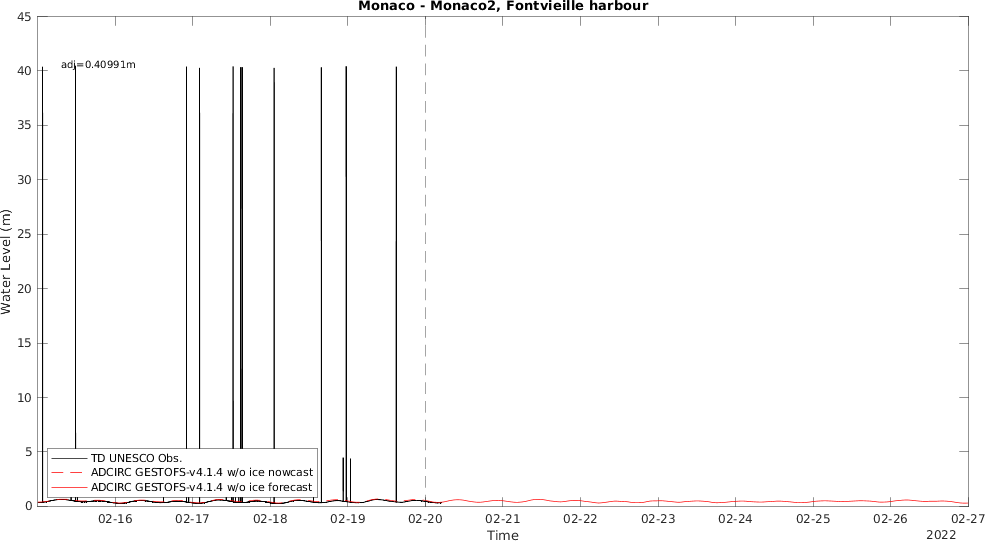 Monaco - Monaco2, Fontvieille harbour
45
40
35
30
25
20
15
10
5
0
Water Level (m)
adj=0.40991m
TD UNESCO Obs.
ADCIRC GESTOFS-v4.1.4 w/o ice nowcast
ADCIRC GESTOFS-v4.1.4 w/o ice forecast
02-16 02-17 02-18 02-19 02-20 02-21 02-22 02-23 02-24 02-25 02-26 02-27
Time
2022